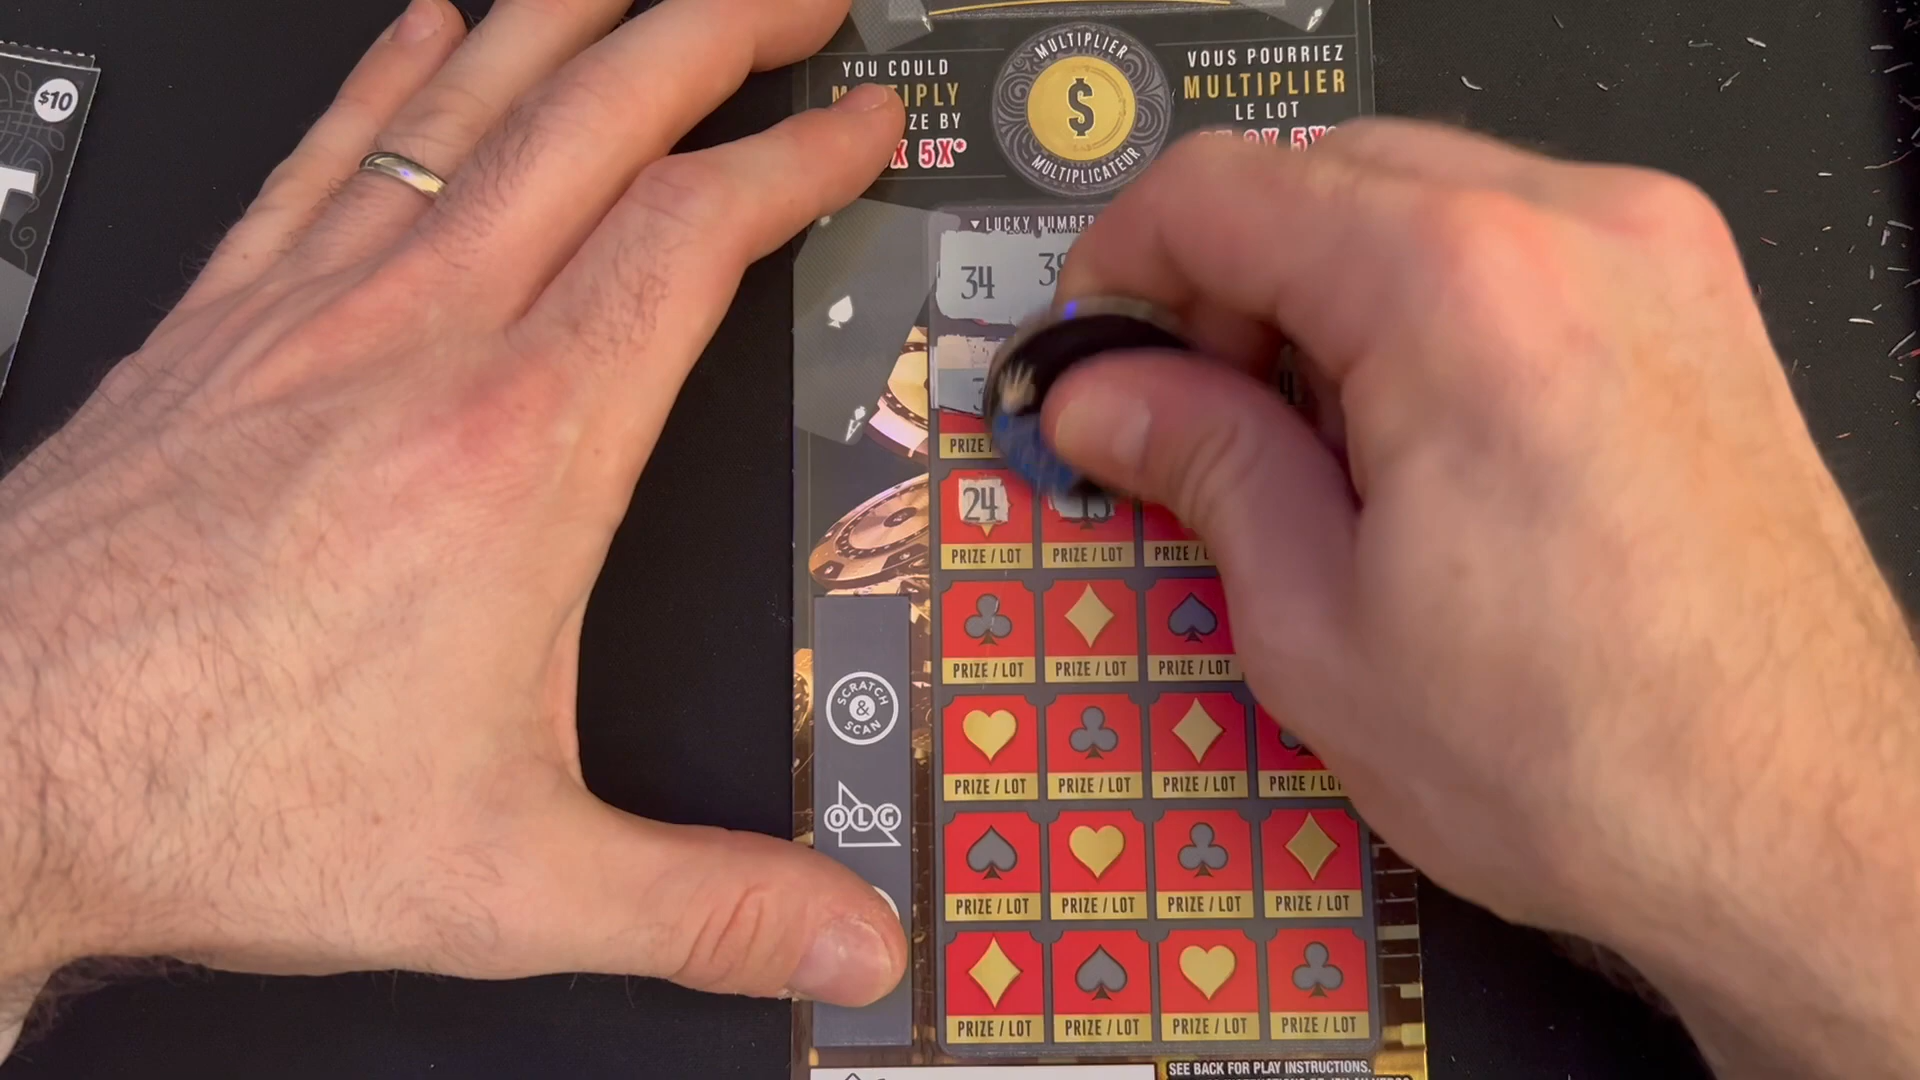 $10
T
YOU COULD
ZE BY
X 5X*
MULTIPLIER
$
MULTIPLICATEUR
VOUS POURRIEZ
MULTIPLIER
LE LOT
5X*
LUCKY NUMBER
34 38
PRIZE /
24
PRIZE / LOT PRIZE / LOT PRIZE / L
PRIZE / LOT PRIZE / LOT PRIZE / LOT
PRIZE / LOT PRIZE / LOT PRIZE / LOT PRIZE / LOT
PRIZE / LOT PRIZE / LOT PRIZE / LOT PRIZE / LOT
PRIZE / LOT PRIZE / LOT PRIZE / LOT PRIZE / LOT
SCRATCH
&
SCAN
OLG
SEE BACK FOR PLAY INSTRUCTIONS.